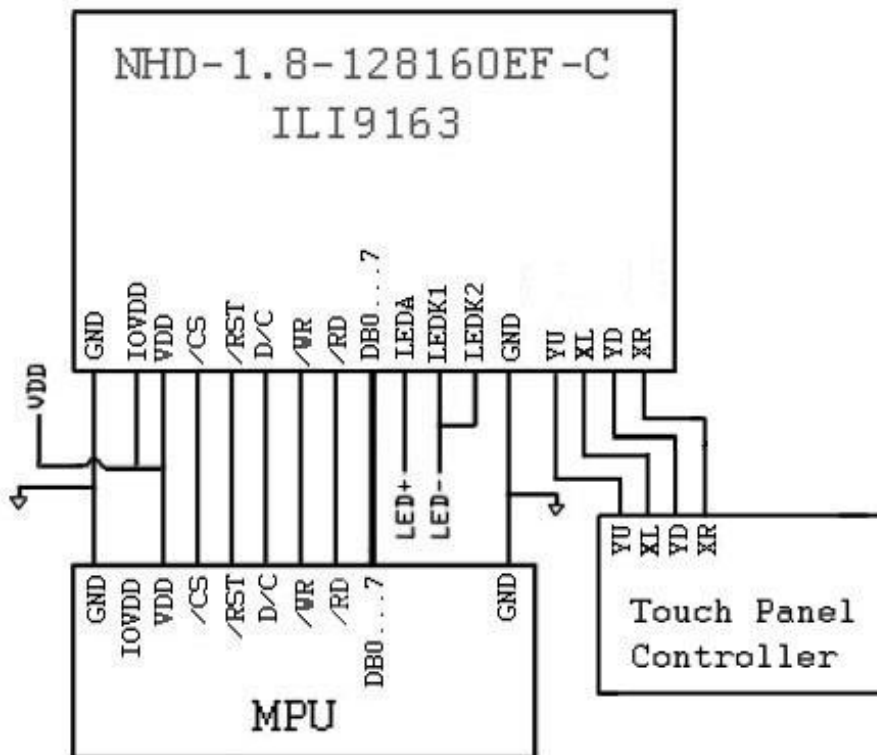 NHD-1.8-128160EF-C
ILI9163
GND
IOVDD
VDD
/CS
/RST
D/C
/WR
/RD
DB0....7
LEDA
LEDK1
LEDK2
GND
YU
XL
YD
XR
VDD
LED+
LED-
GND
IOVDD
VDD
/CS
/RST
D/C
/WR
/RD
DB0....7
GND
MPU
YU
XL
YD
XR
Touch Panel
Controller